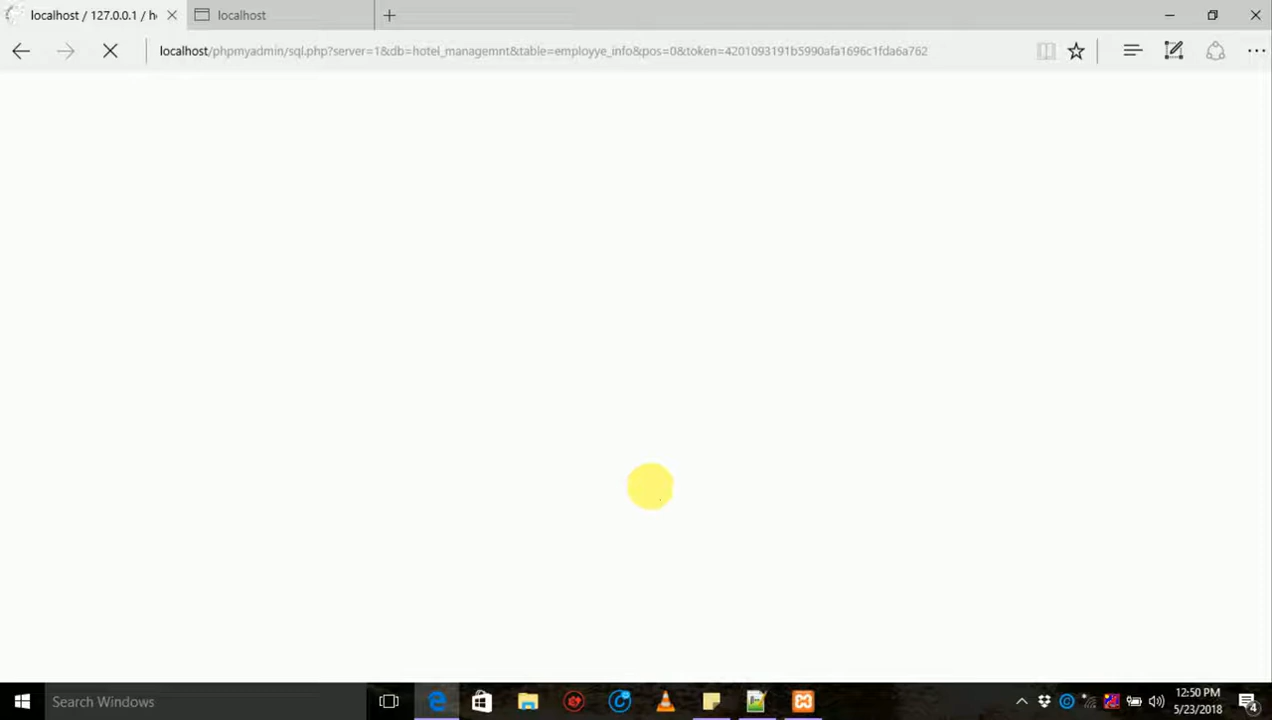 localhost / 127.0.0.1 / h
localhost
localhost/phpmyadmin/sql.php?server=1&db=hotel_managemnt&table=employye_info&pos=0&token=4201093191b5990afa1696c1fda6a762
Search Windows
12:50 PM
5/23/2018
4